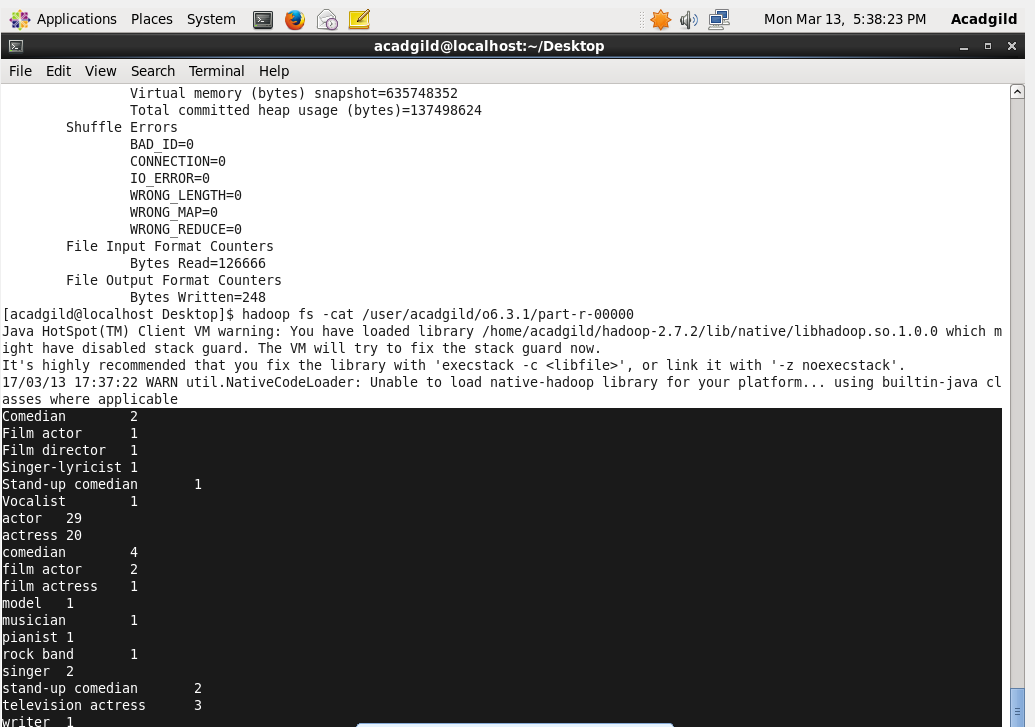 Applications Places System Mon Mar 13, 5:38:23 PM Acadgild
acadgild@localhost:~/Desktop
File Edit View Search Terminal Help
Virtual memory (bytes) snapshot=635748352
Total committed heap usage (bytes)=137498624
Shuffle Errors
BAD_ID=0
CONNECTION=0
IO_ERROR=0
WRONG_LENGTH=0
WRONG_MAP=0
WRONG_REDUCE=0
File Input Format Counters
Bytes Read=126666
File Output Format Counters
Bytes Written=248
[acadgild@localhost Desktop]$ hadoop fs -cat /user/acadgild/o6.3.1/part-r-00000
Java HotSpot(TM) Client VM warning: You have loaded library /home/acadgild/hadoop-2.7.2/lib/native/libhadoop.so.1.0.0 which m
ight have disabled stack guard. The VM will try to fix the stack guard now.
It's highly recommended that you fix the library with 'execstack -c <libfile>', or link it with '-z noexecstack'.
17/03/13 17:37:22 WARN util.NativeCodeLoader: Unable to load native-hadoop library for your platform... using builtin-java cl
asses where applicable
Comedian 2
Film actor 1
Film director 1
Singer-lyricist 1
Stand-up comedian 1
Vocalist 1
actor 29
actress 20
comedian 4
film actor 2
film actress 1
model 1
musician 1
pianist 1
rock band 1
singer 2
stand-up comedian 2
television actress 3
writer 1